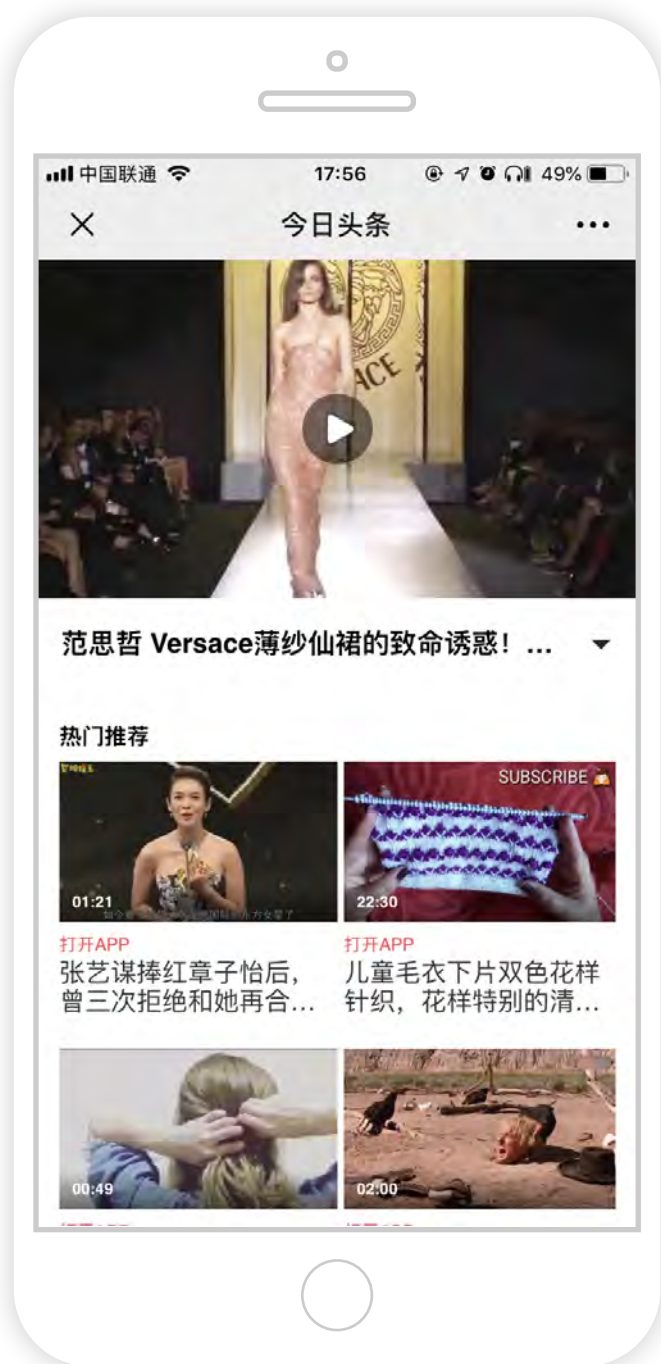 中国联通
17:56
49%
今日头条
ACE
范思哲 Versace薄纱仙裙的致命诱惑！...
热门推荐
SUBSCRIBE
01:21
22:30
打开APP
打开APP
张艺谋捧红章子怡后，
曾三次拒绝和她再合...
儿童毛衣下片双色花样
针织，花样特别的清...
00:49
02:00